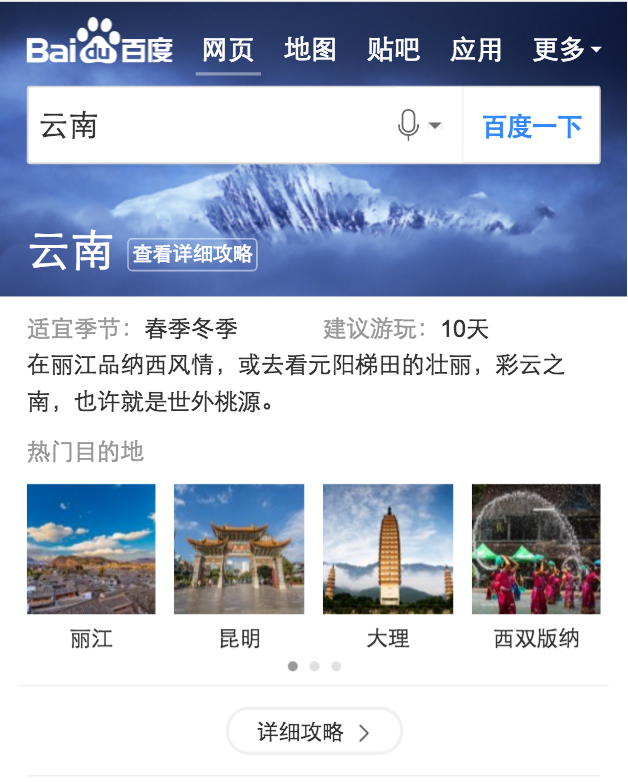 Bai du 百度 网页 地图 贴吧 应用 更多
云南 百度一下
云南 查看详细攻略
适宜季节：春季冬季 建议游玩：10天
在丽江品纳西风情，或去看元阳梯田的壮丽，彩云之
南，也许就是世外桃源。
热门目的地
丽江 昆明 大理 西双版纳
详细攻略